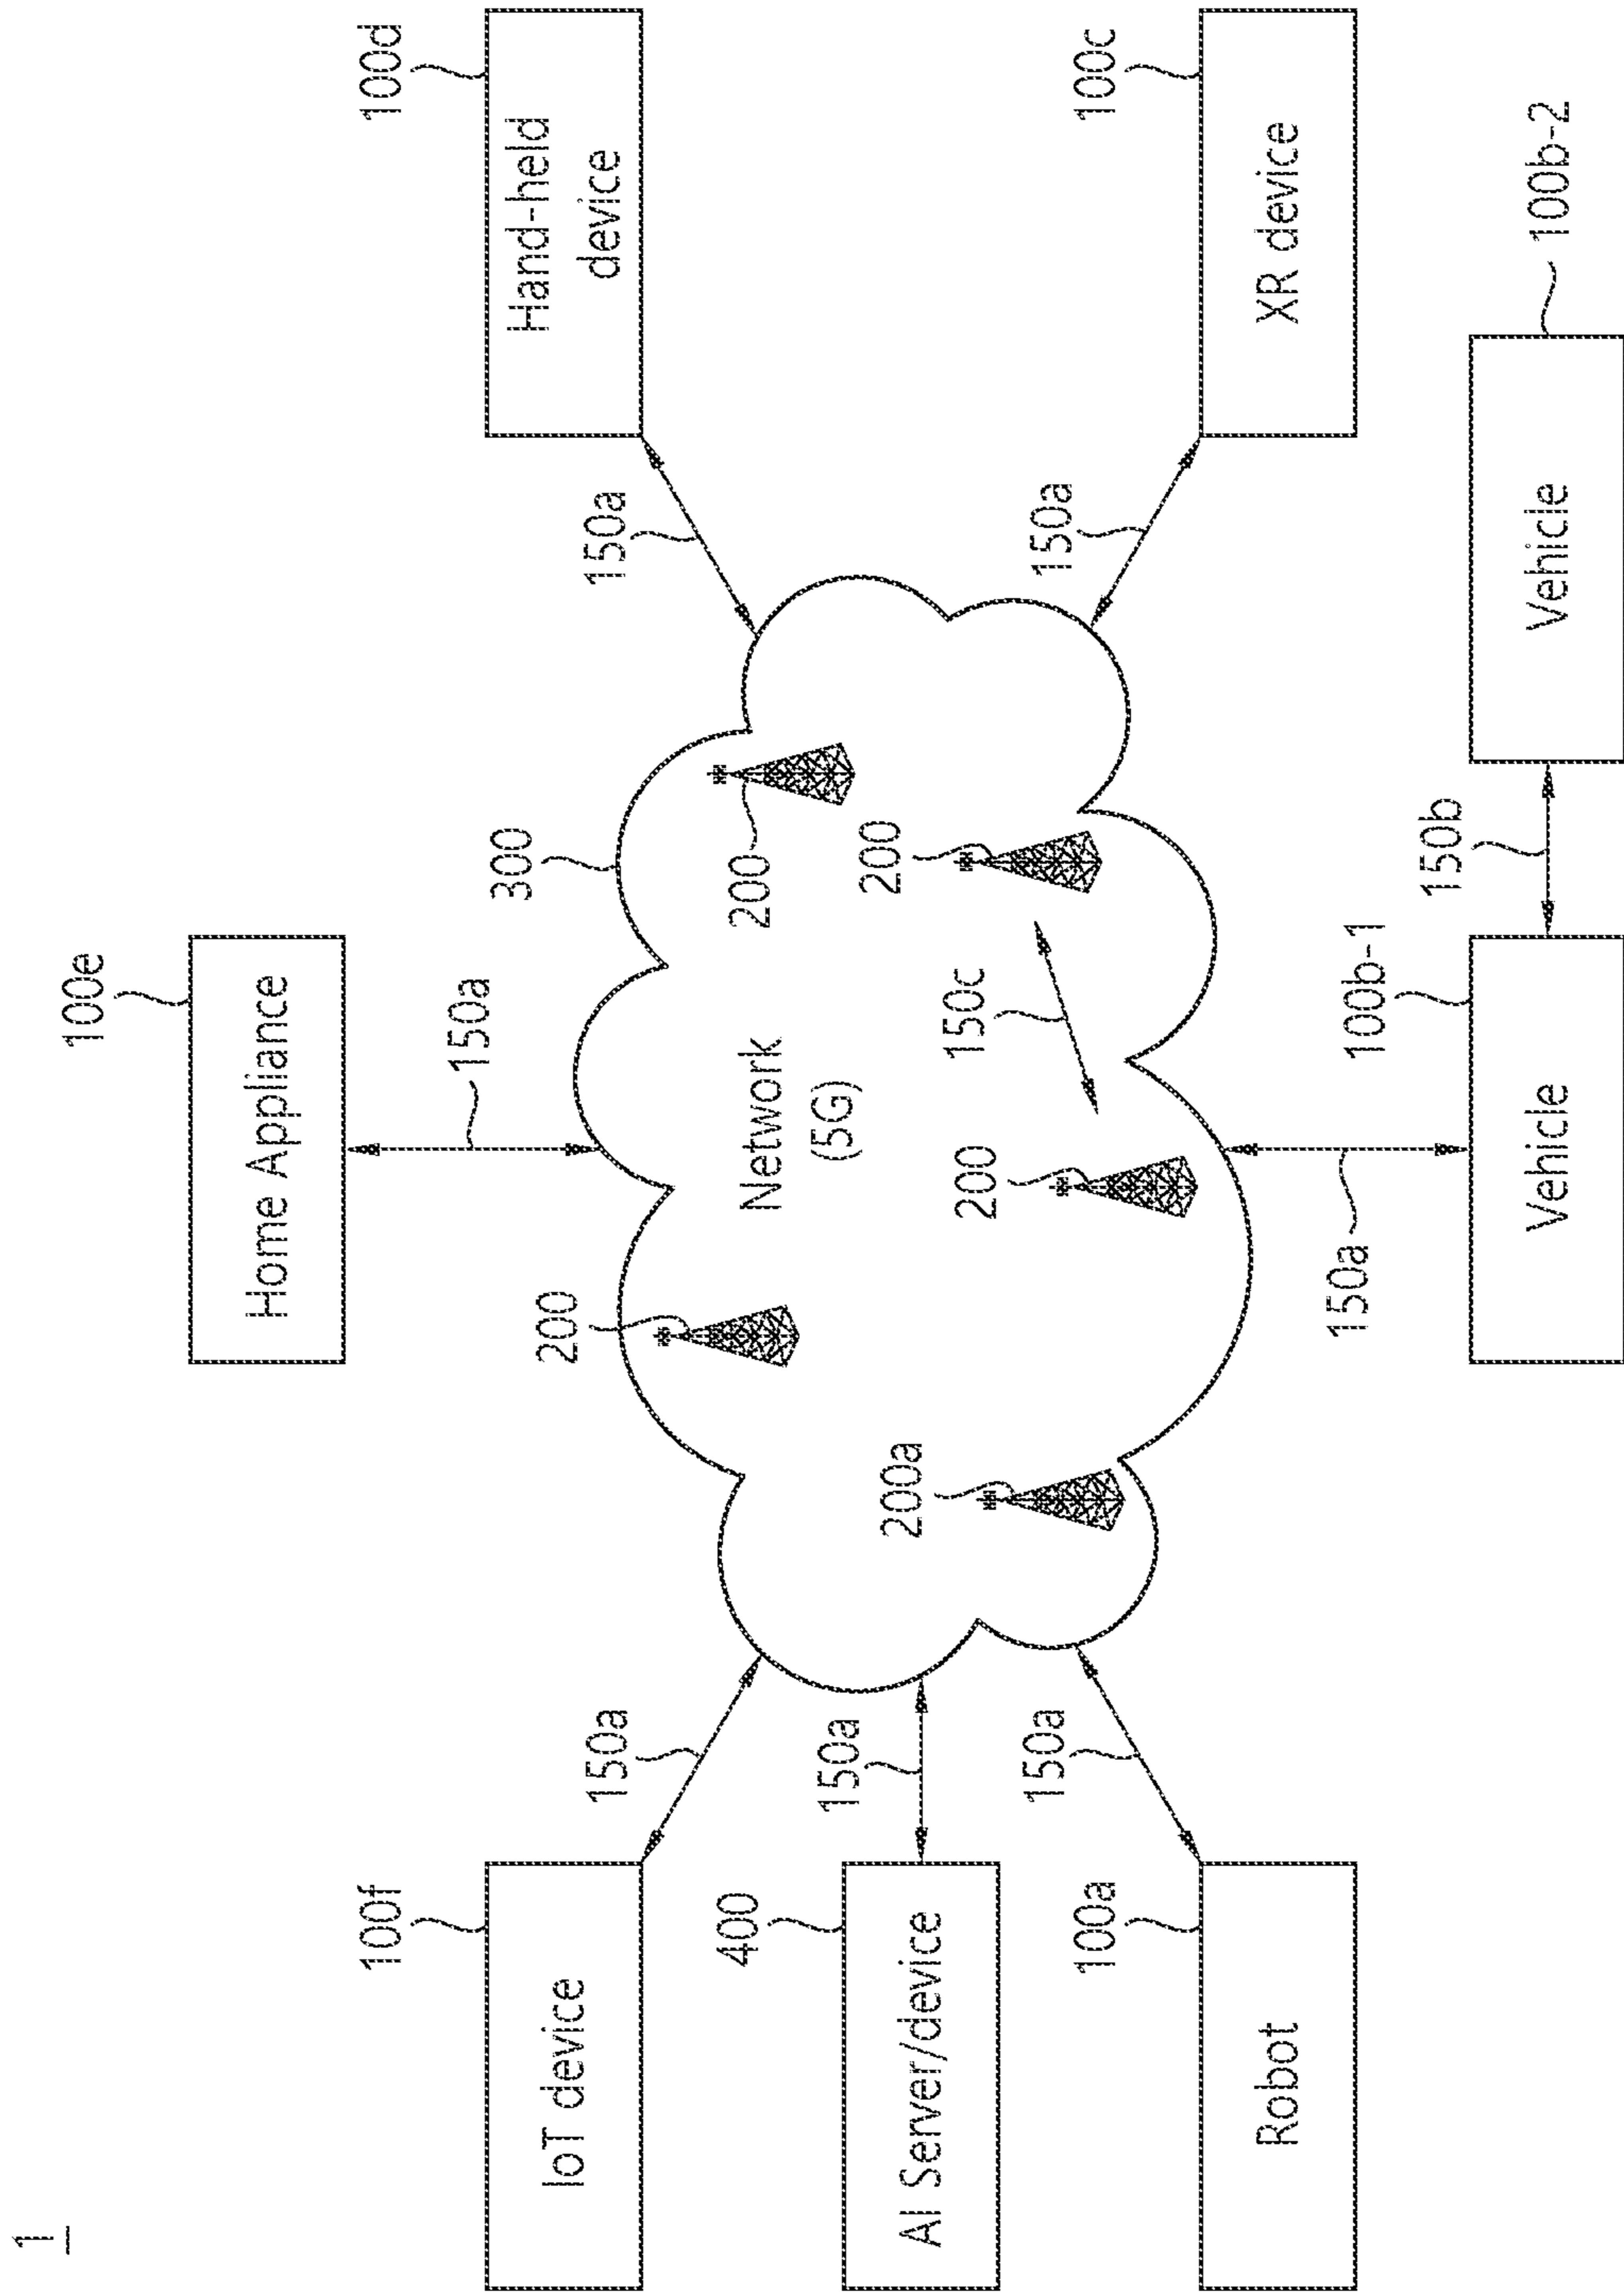 1
100e
Home Appliance
150a
300
100f
IoT device
150a
200
Network
(5G)
200
150a
100d
Hand-held
device
400
AI Server/device
150a
200a
200
150c
200
100a
Robot
150a
150a
100c
XR device
150a
100b-1
Vehicle
150b
Vehicle
100b-2